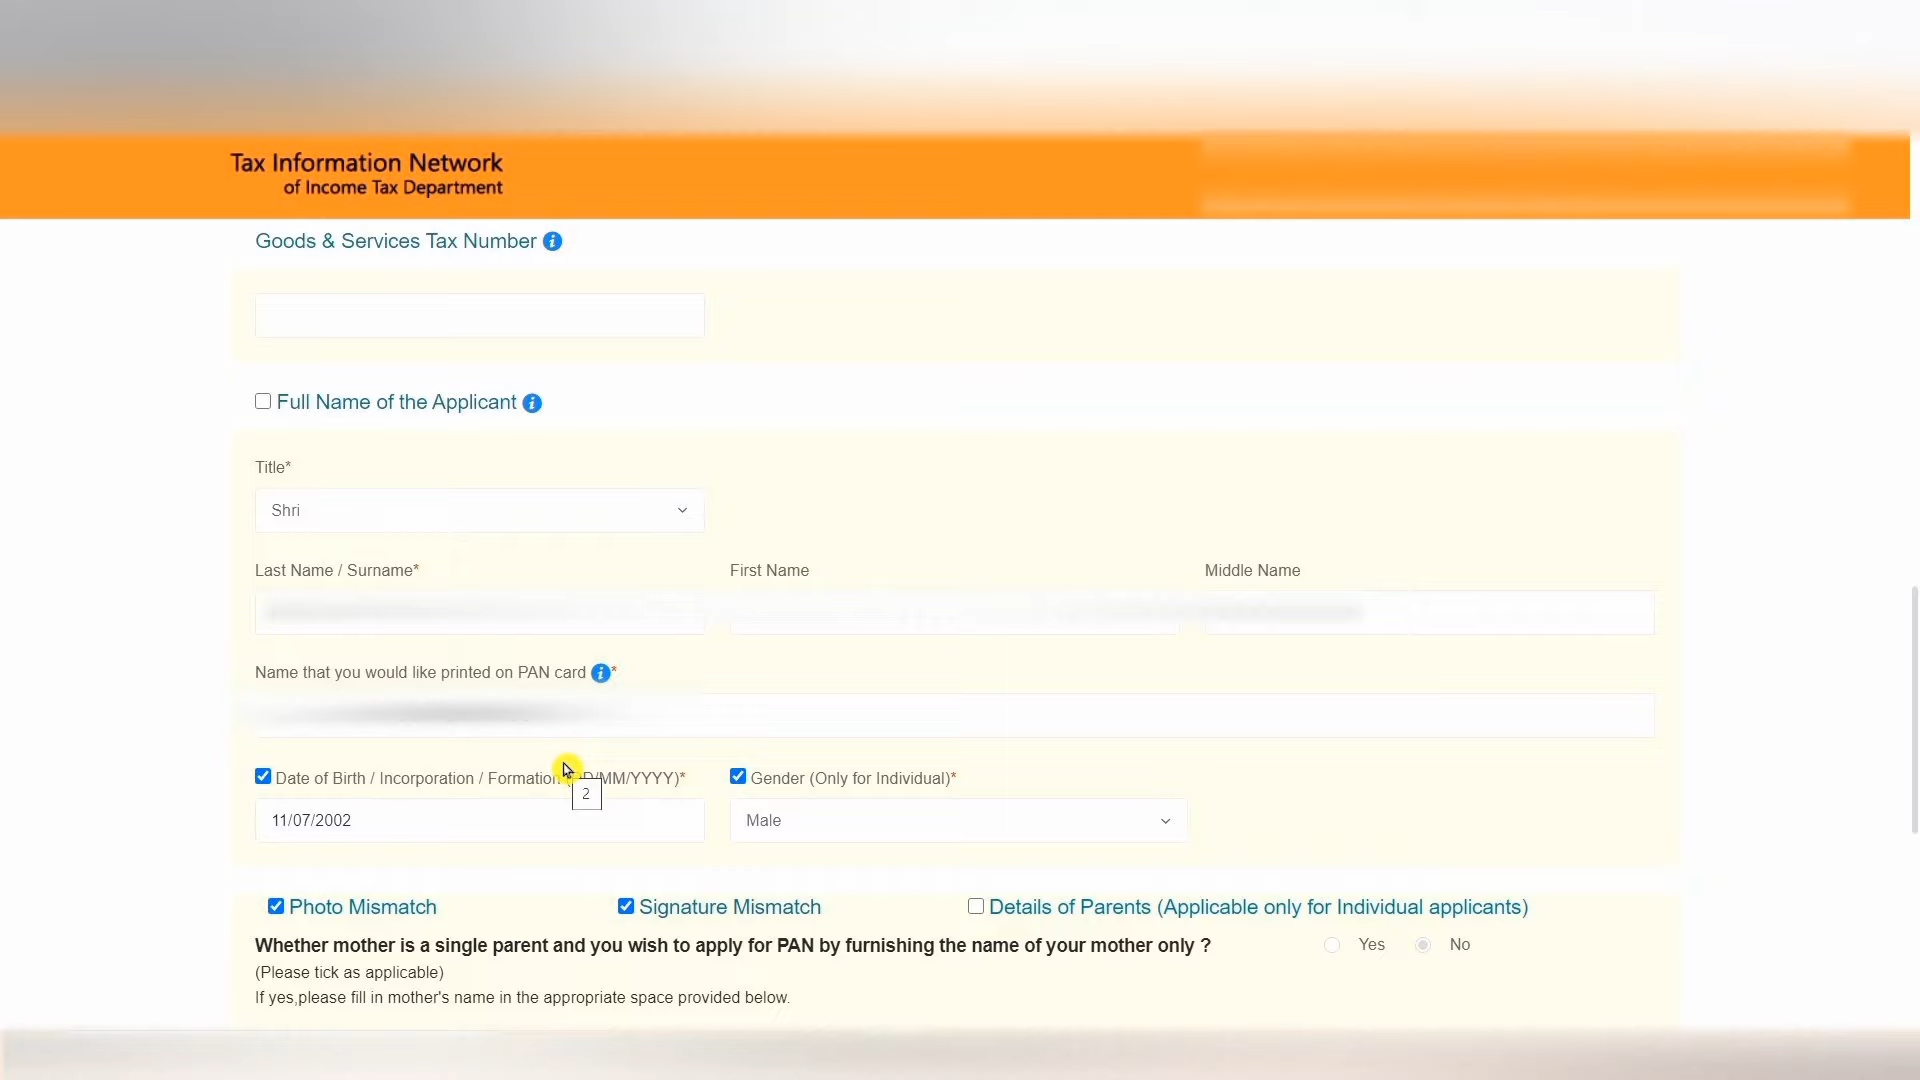 Tax Information Network
of Income Tax Department
Goods & Services Tax Number
Full Name of the Applicant
Title*
Shri
Last Name / Surname* First Name Middle Name
Name that you would like printed on PAN card *
Date of Birth / Incorporation / Formation D/MM/YYYY)* Gender (Only for Individual)*
2
11/07/2002 Male
Photo Mismatch Signature Mismatch Details of Parents (Applicable only for Individual applicants)
Whether mother is a single parent and you wish to apply for PAN by furnishing the name of your mother only ? Yes No
(Please tick as applicable)
If yes,please fill in mother's name in the appropriate space provided below.